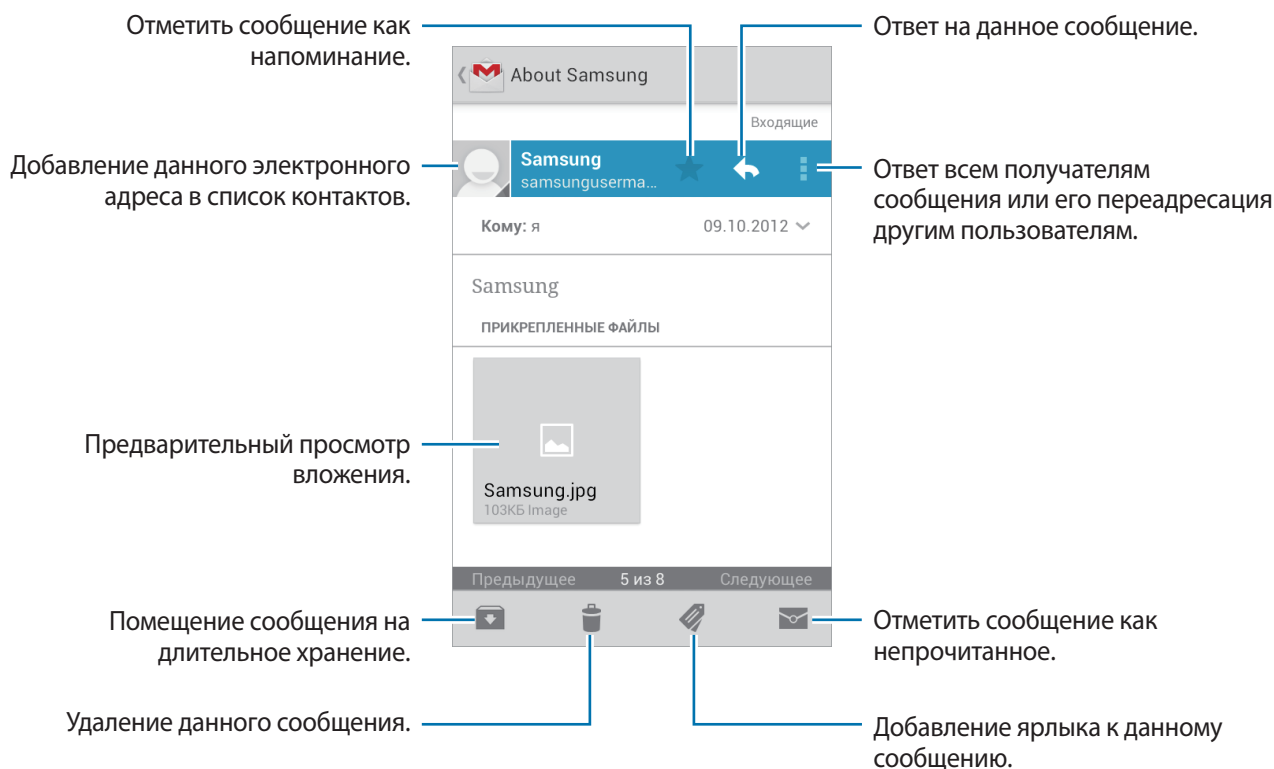 Отметить сообщение как
напоминание.
Ответ на данное сообщение.
About Samsung
Входящие
Добавление данного электронного
адреса в список контактов.
Samsung
samsunguserma...
Ответ всем получателям
сообщения или его переадресация
другим пользователям.
Кому: я
09.10.2012
Samsung
ПРИКРЕПЛЕННЫЕ ФАЙЛЫ
Предварительный просмотр
вложения.
Samsung.jpg
103КБ Image
Предыдущее 5 из 8 Следующее
Помещение сообщения на
длительное хранение.
Отметить сообщение как
непрочитанное.
Удаление данного сообщения.
Добавление ярлыка к данному
сообщению.